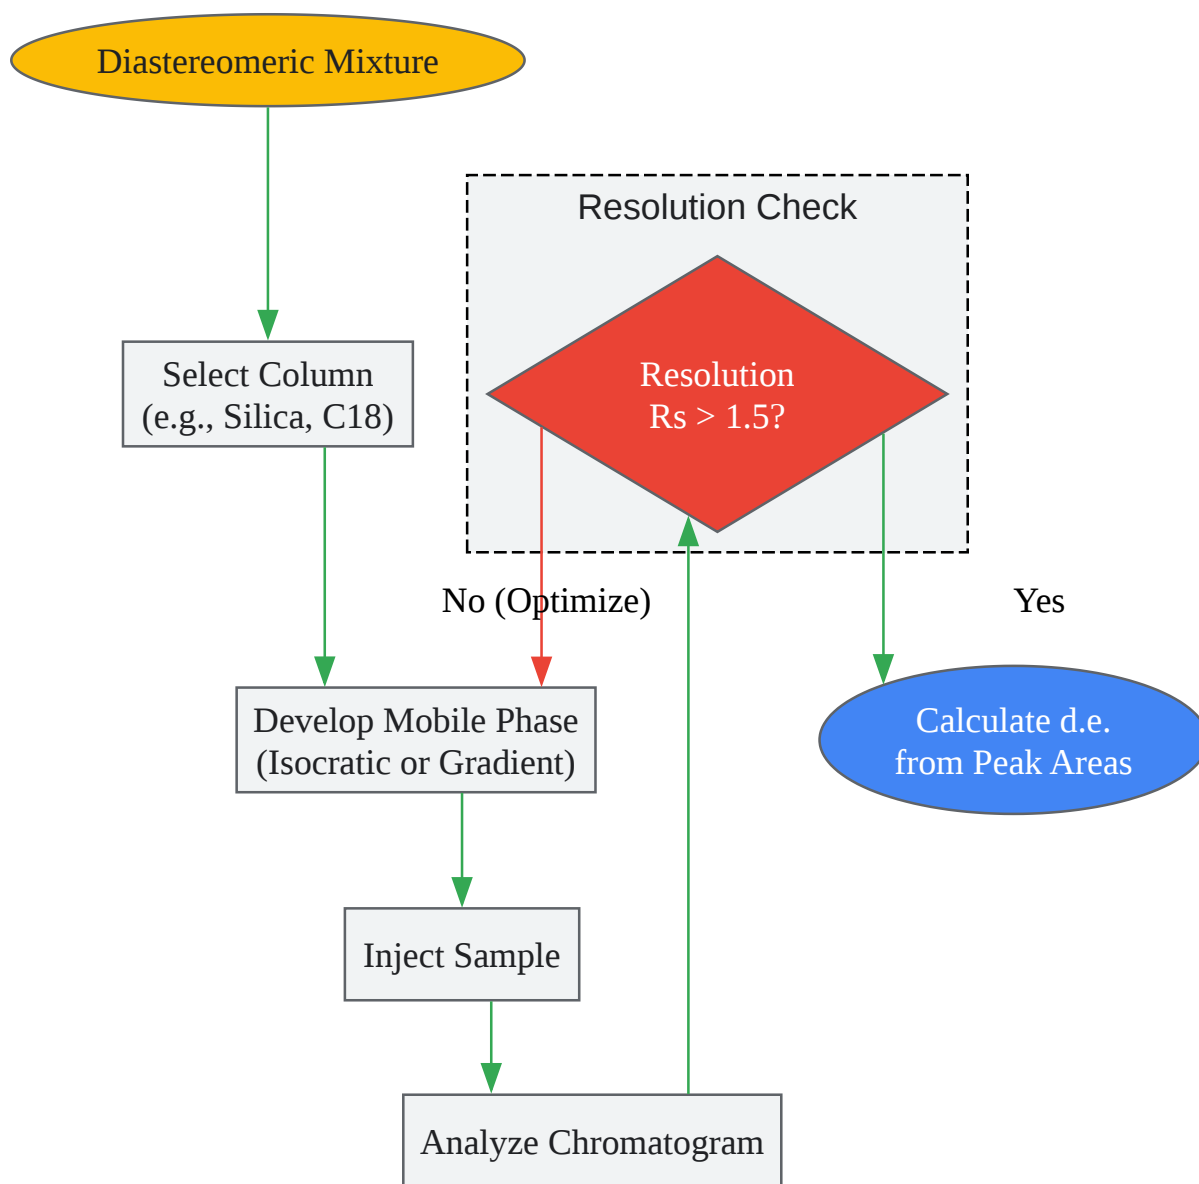 Diastereomeric Mixture
Resolution Check
Select Column
(e.g., Silica, C18)
Resolution
Rs > 1.5?
No (Optimize)
Yes
Develop Mobile Phase
(Isocratic or Gradient)
Calculate d.e.
from Peak Areas
Inject Sample
Analyze Chromatogram